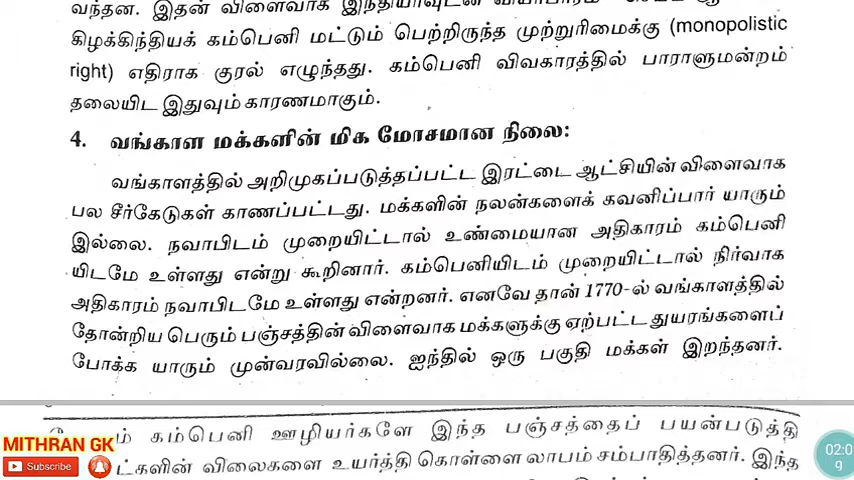 வந்தன. இதன் விளைவாக இந்தியாவுடன் வியாபாரம்
கிழக்கிந்தியக் கம்பெனி மட்டும் பெற்றிருந்த முற்றுரிமைக்கு (monopolistic
right) எதிராக குரல் எழுந்தது. கம்பெனி விவகாரத்தில் பாராளுமன்றம்
தலையிட இதுவும் காரணமாகும்.
4. வங்காள மக்களின் மிக மோசமான நிலை:
வங்காளத்தில் அறிமுகப்படுத்தப்பட்ட இரட்டை ஆட்சியின் விளைவாக
பல சீர்கேடுகள் காணப்பட்டது. மக்களின் நலன்களைக் கவனிப்பார் யாரும்
இல்லை. நவாபிடம் முறையிட்டால் உண்மையான அதிகாரம் கம்பெனி
யிடமே உள்ளது என்று கூறினார். கம்பெனியிடம் முறையிட்டால் நிர்வாக
அதிகாரம் நவாபிடமே உள்ளது என்றனர். எனவே தான் 1770-ல் வங்காளத்தில்
தோன்றிய பெரும் பஞ்சத்தின் விளைவாக மக்களுக்கு ஏற்பட்ட துயரங்களைப்
போக்க யாரும் முன்வரவில்லை. ஐந்தில் ஒரு பகுதி மக்கள் இறந்தனர்.
கம்பெனி ஊழியர்களே இந்த பஞ்சத்தைப் பயன்படுத்தி
MITHRAN GK
விலைகளை உயர்த்தி கொள்ளை லாபம் சம்பாதித்தனர். இந்த
Subscribe
02:0
9